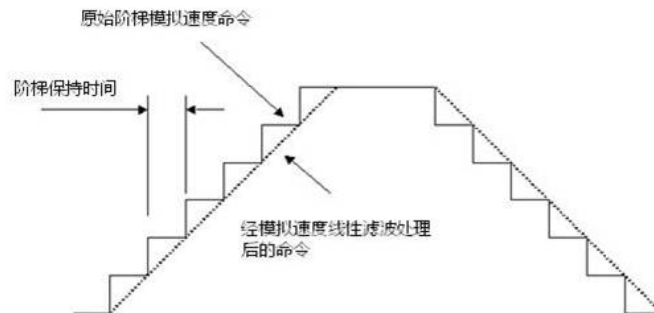 原始阶梯模拟速度命令
阶梯保持时间
经模拟速度线性滤波处理
后的命令